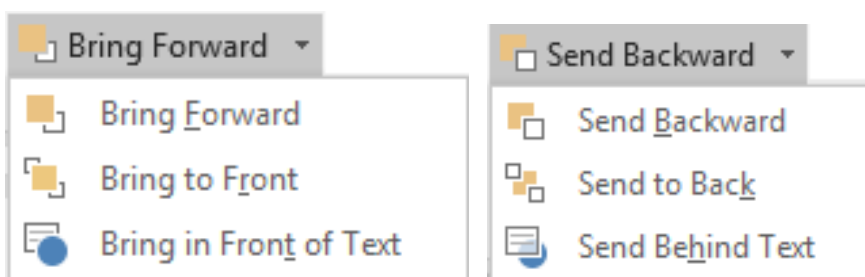 Bring Forward
Bring Forward
Bring to Front
Bring in Front of Text
Send Backward
Send Backward
Send to Back
Send Behind Text